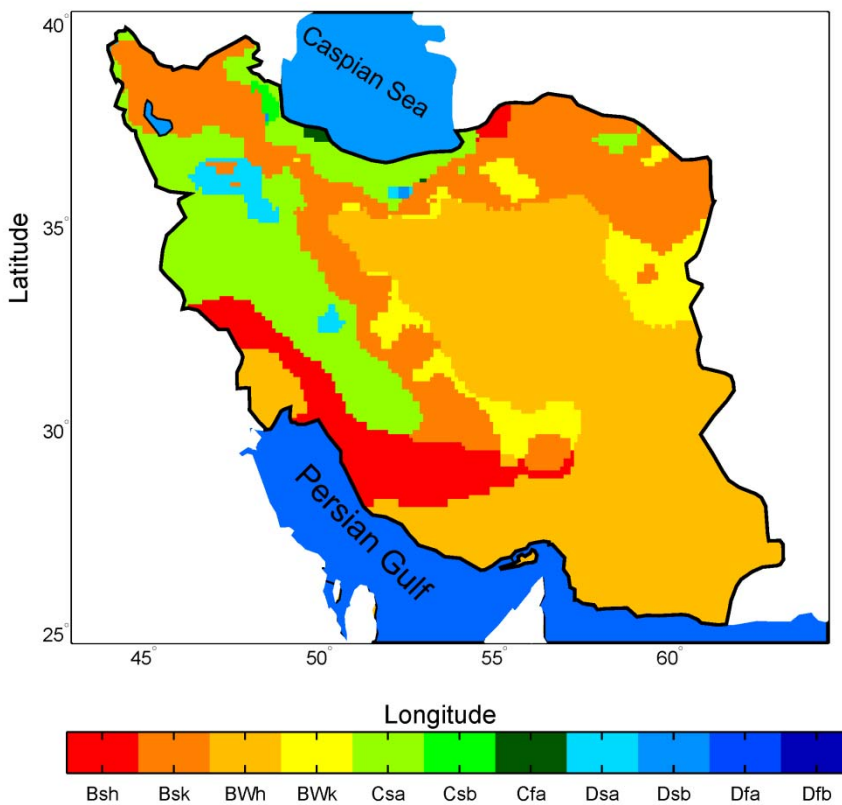 40°
Caspian Sea
35°
Latitude
30°
Persian Gulf
25°
45° 50° 55° 60°
Longitude
Bsh Bsk BWh BWk Csa Csb Cfa Dsa Dsb Dfa Dfb